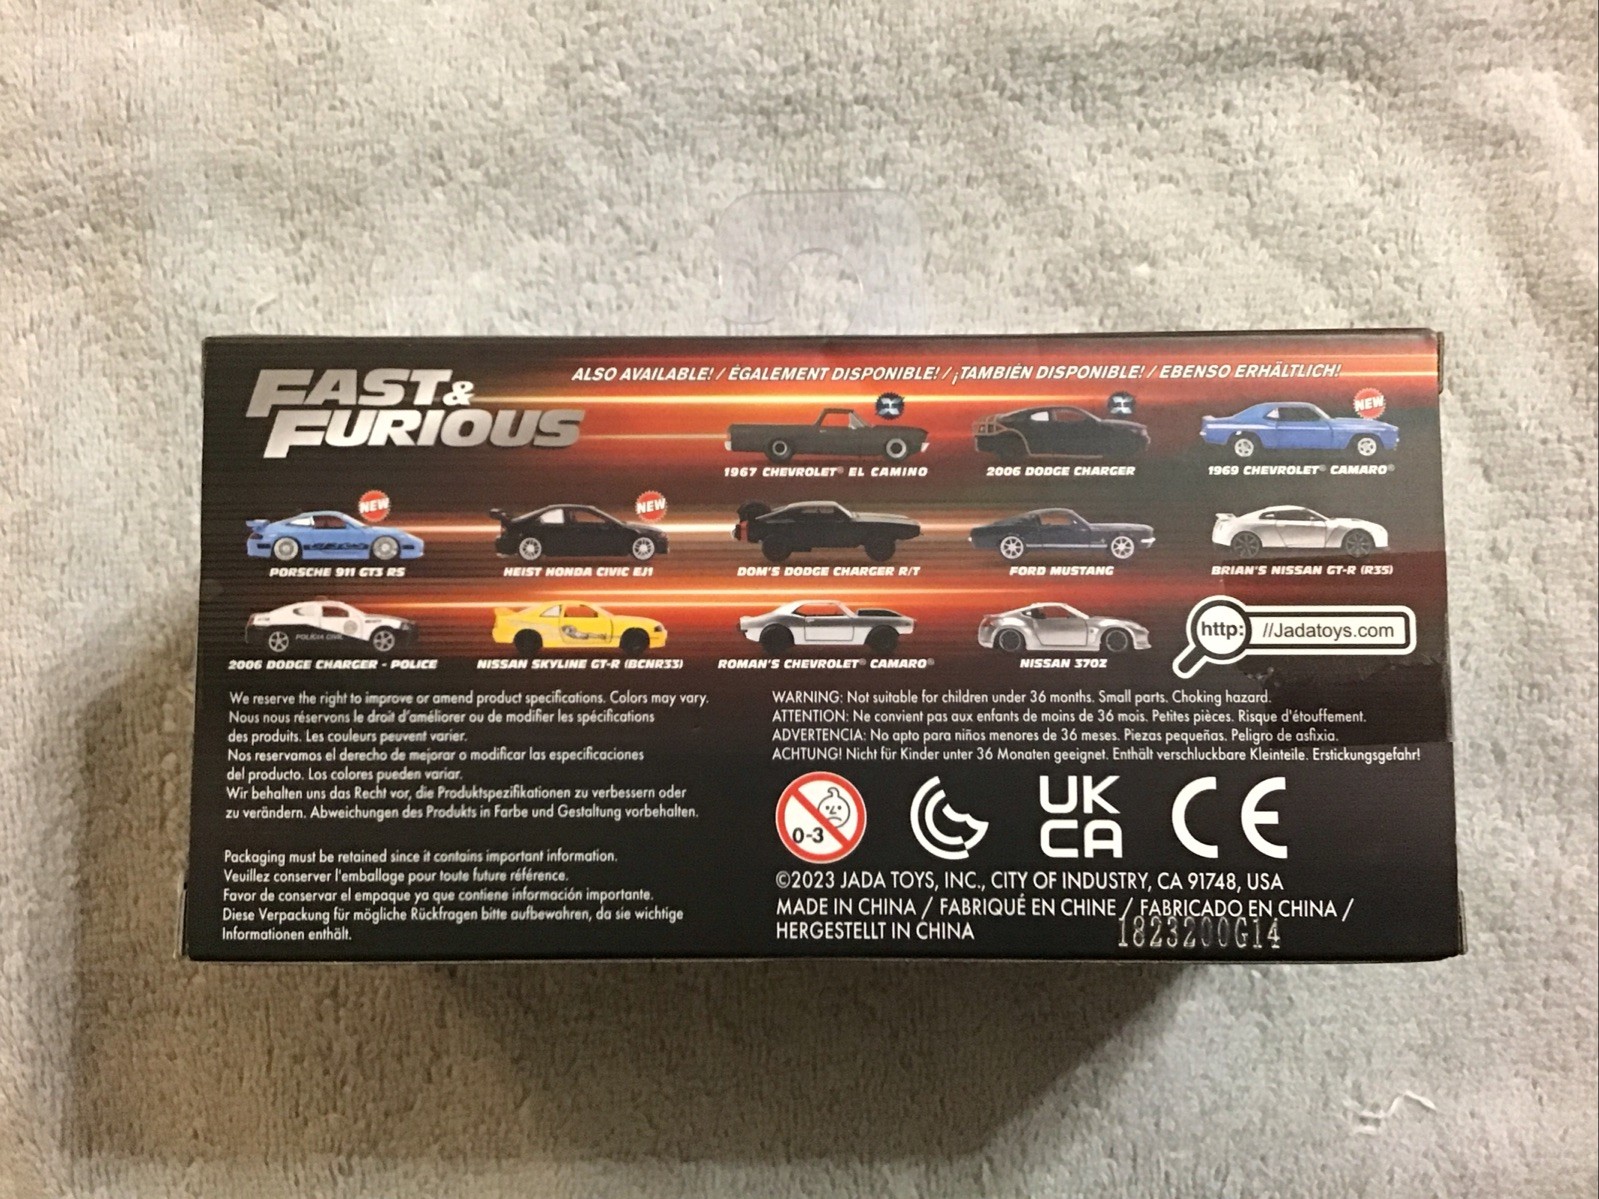 FAST &
FURIOUS
ALSO AVAILABLE! / ÉGALEMENT DISPONIBLE! / ¡TAMBIÉN DISPONIBLE! / EBENSO ERHÄLTLICH!
1967 CHEVROLET® EL CAMINO
2006 DODGE CHARGER
NEW
1969 CHEVROLET® CAMARO®
NEW
PORSCHE 911 GT3 RS
NEW
HEIST HONDA CIVIC EJ1
DOM'S DODGE CHARGER R/T
FORD MUSTANG
BRIAN'S NISSAN GT-R (R35)
POLICIA CIVIL
2006 DODGE CHARGER - POLICE
NISSAN SKYLINE GT-R (BCNR33)
ROMAN'S CHEVROLET® CAMARO®
NISSAN 370Z
http: //Jadatoys.com
We reserve the right to improve or amend product specifications. Colors may vary.
Nous nous réservons le droit d'améliorer ou de modifier les spécifications
des produits. Les couleurs peuvent varier.
Nos reservamos el derecho de mejorar o modificar las especificaciones
del producto. Los colores pueden variar.
Wir behalten uns das Recht vor, die Produktspezifikationen zu verbessern oder
zu verändern. Abweichungen des Produkts in Farbe und Gestaltung vorbehalten.
Packaging must be retained since it contains important information.
Veuillez conserver l'emballage pour toute future référence.
Favor de conservar el empaque ya que contiene información importante.
Diese Verpackung für mögliche Rückfragen bitte aufbewahren, da sie wichtige
Informationen enthält.
WARNING: Not suitable for children under 36 months. Small parts. Choking hazard.
ATTENTION: Ne convient pas aux enfants de moins de 36 mois. Petites pièces. Risque d'étouffement.
ADVERTENCIA: No apto para niños menores de 36 meses. Piezas pequeñas. Peligro de asfixia.
ACHTUNG! Nicht für Kinder unter 36 Monaten geeignet. Enthält verschluckbare Kleinteile. Erstickungsgefahr!
0-3
UK
CA
CE
©2023 JADA TOYS, INC., CITY OF INDUSTRY, CA 91748, USA
MADE IN CHINA / FABRIQUÉ EN CHINE / FABRICADO EN CHINA /
HERGESTELLT IN CHINA
1823200G14